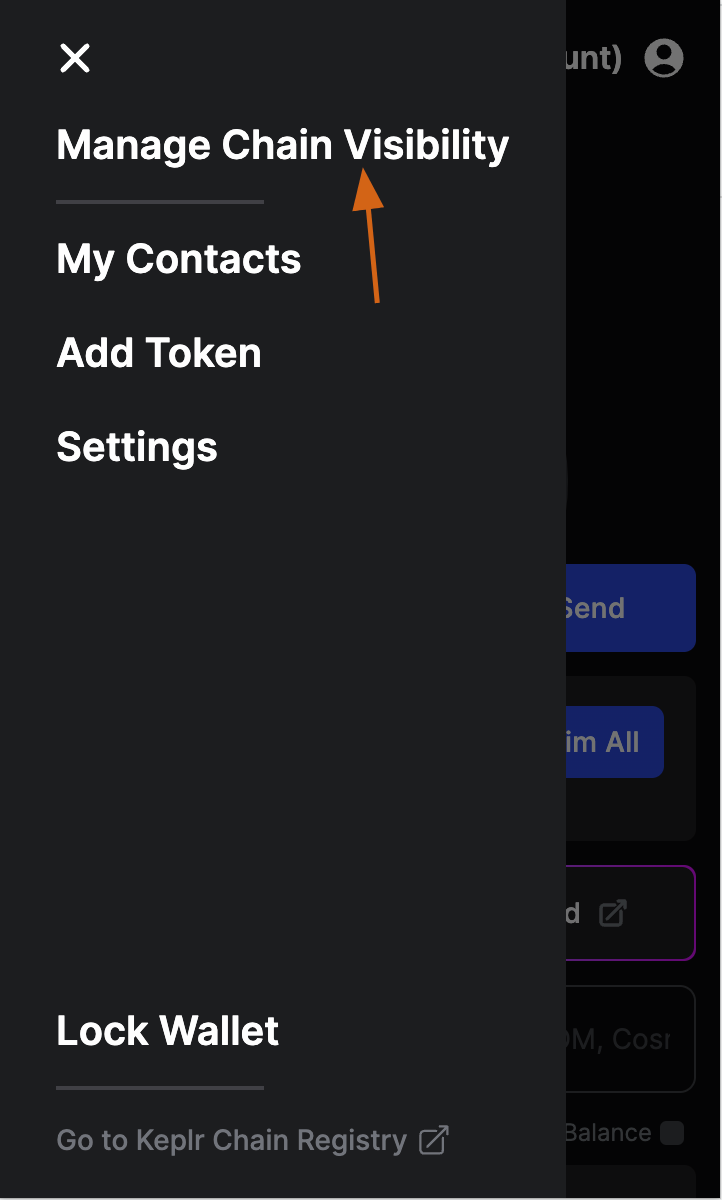 unt)
Manage Chain Visibility
My Contacts
Add Token
Settings
Send
im All
d
OM, Cosm
Lock Wallet
Balance
Go to Keplr Chain Registry